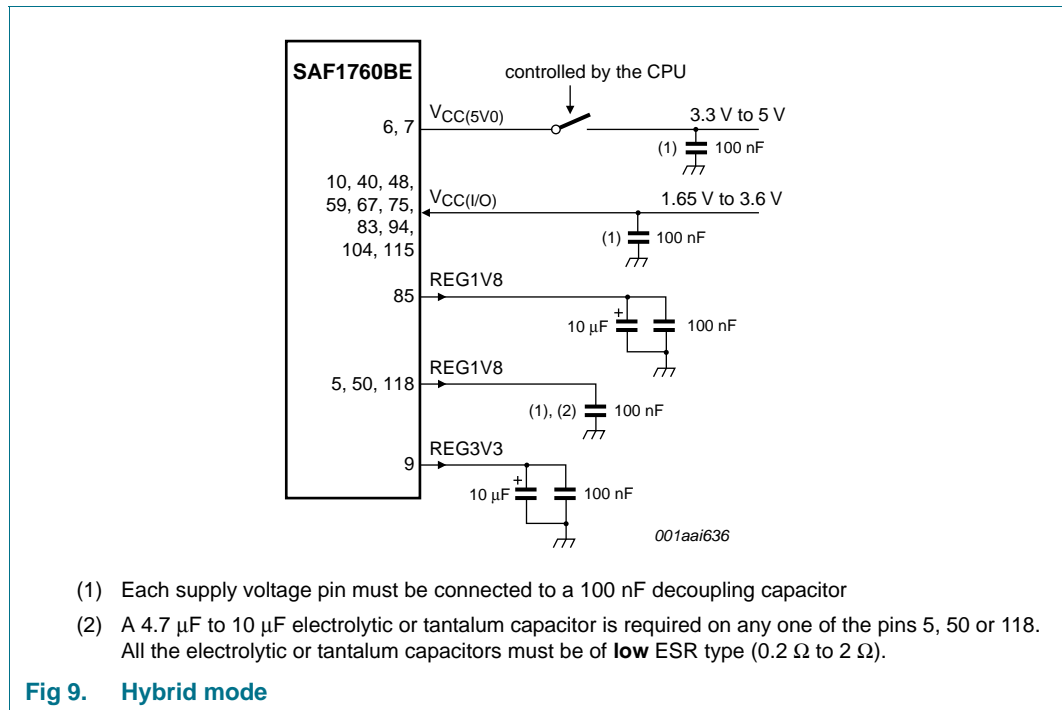 SAF1760BE
controlled by the CPU
6, 7
VCC(5V0)
3.3 V to 5 V
(1)
100 nF
10, 40, 48,
59, 67, 75,
83, 94,
104, 115
VCC(I/O)
1.65 V to 3.6 V
(1)
100 nF
85
REG1V8
+
10 μF
100 nF
5, 50, 118
REG1V8
(1), (2)
100 nF
9
REG3V3
+
10 μF
100 nF
001aai636
(1) Each supply voltage pin must be connected to a 100 nF decoupling capacitor
(2) A 4.7 μF to 10 μF electrolytic or tantalum capacitor is required on any one of the pins 5, 50 or 118.
All the electrolytic or tantalum capacitors must be of low ESR type (0.2 Ω to 2 Ω).
Fig 9. Hybrid mode